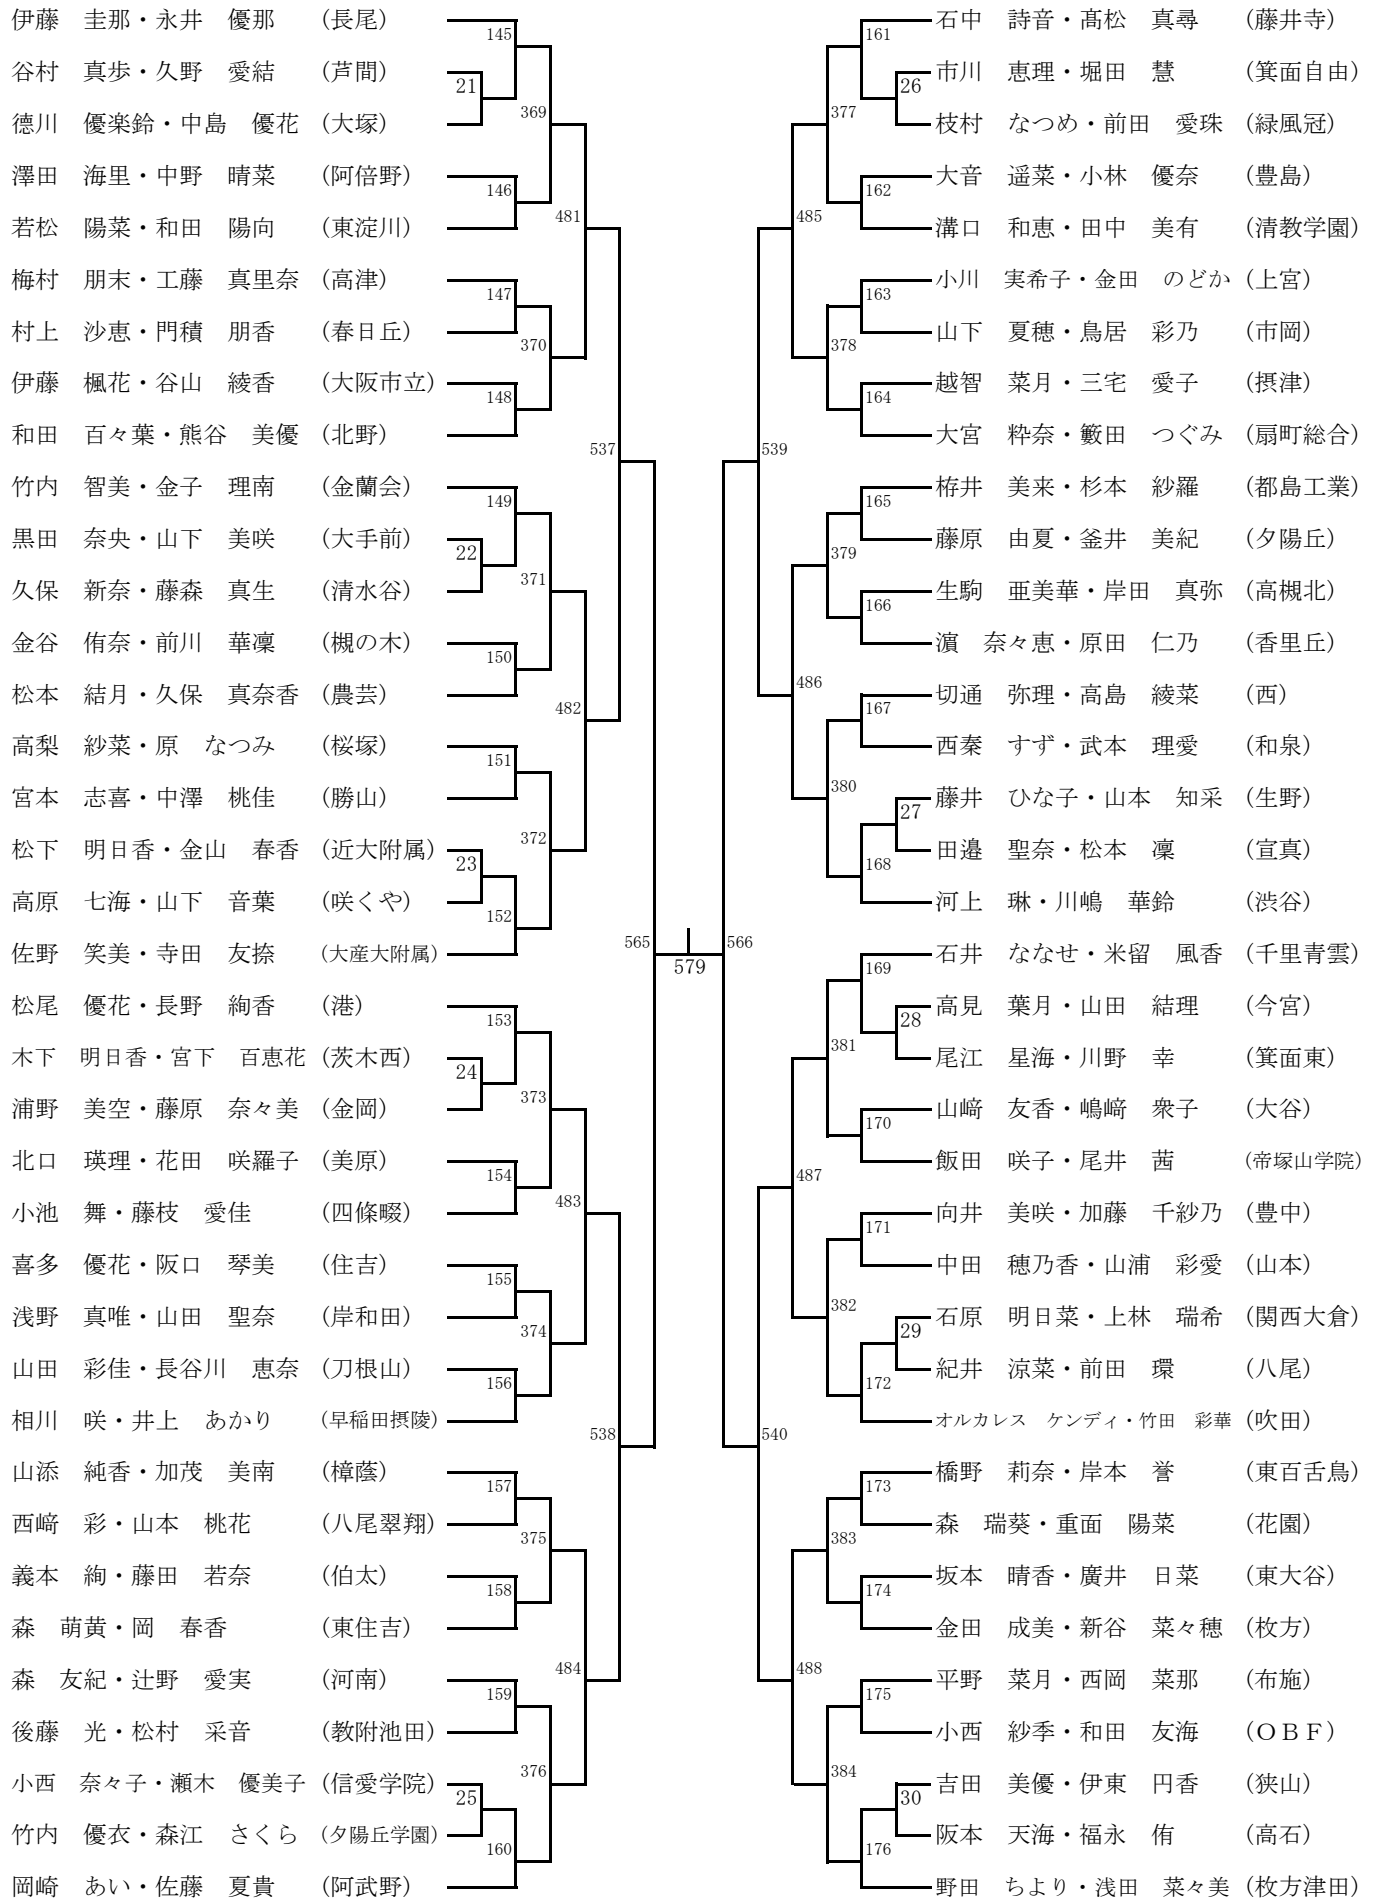 伊藤　圭那・永井　優那　(長尾)
谷村　真歩・久野　愛結　(芦間)
德川　優楽鈴・中島　優花　(大塚)
澤田　海里・中野　晴菜　(阿倍野)
若松　陽菜・和田　陽向　(東淀川)
梅村　朋末・工藤　真里奈　(高津)
村上　沙恵・門積　朋香　(春日丘)
伊藤　楓花・谷山　綾香　(大阪市立)
和田　百々葉・熊谷　美優　(北野)
竹内　智美・金子　理南　(金蘭会)
黒田　奈央・山下　美咲　(大手前)
久保　新奈・藤森　真生　(清水谷)
金谷　侑奈・前川　華凜　(槻の木)
松本　結月・久保　真奈香　(農芸)
高梨　紗菜・原　なつみ　(桜塚)
宮本　志喜・中澤　桃佳　(勝山)
松下　明日香・金山　春香　(近大附属)
高原　七海・山下　音葉　(咲くや)
佐野　笑美・寺田　友捺　(大産大附属)
松尾　優花・長野　絢香　(港)
木下　明日香・宮下　百恵花　(茨木西)
浦野　美空・藤原　奈々美　(金岡)
北口　瑛理・花田　咲羅子　(美原)
小池　舞・藤枝　愛佳　(四條畷)
喜多　優花・阪口　琴美　(住吉)
浅野　真唯・山田　聖奈　(岸和田)
山田　彩佳・長谷川　恵奈　(刀根山)
相川　咲・井上　あかり　(早稲田摂陵)
山添　純香・加茂　美南　(樟蔭)
西﨑　彩・山本　桃花　(八尾翠翔)
義本　絢・藤田　若奈　(伯太)
森　萌黄・岡　春香　(東住吉)
森　友紀・辻野　愛実　(河南)
後藤　光・松村　采音　(教附池田)
小西　奈々子・瀬木　優美子　(信愛学院)
竹内　優衣・森江　さくら　(夕陽丘学園)
岡崎　あい・佐藤　夏貴　(阿武野)
145
21
369
146
481
147
370
148
537
149
22
371
150
482
151
372
23
152
565
153
24
373
154
483
155
374
156
538
157
375
158
484
159
376
25
160
579
161
26
377
162
485
163
378
164
539
165
379
166
486
167
380
27
168
566
169
28
381
170
487
171
382
29
172
540
173
383
174
488
175
384
30
176
石中　詩音・髙松　真尋　(藤井寺)
市川　恵理・堀田　慧　(箕面自由)
枝村　なつめ・前田　愛珠　(緑風冠)
大音　遥菜・小林　優奈　(豊島)
溝口　和恵・田中　美有　(清教学園)
小川　実希子・金田　のどか　(上宮)
山下　夏穂・鳥居　彩乃　(市岡)
越智　菜月・三宅　愛子　(摂津)
大宮　粋奈・籔田　つぐみ　(扇町総合)
栫井　美来・杉本　紗羅　(都島工業)
藤原　由夏・釜井　美紀　(夕陽丘)
生駒　亜美華・岸田　真弥　(高槻北)
濵　奈々恵・原田　仁乃　(香里丘)
切通　弥理・高島　綾菜　(西)
西秦　すず・武本　理愛　(和泉)
藤井　ひな子・山本　知采　(生野)
田邉　聖奈・松本　凜　(宣真)
河上　琳・川嶋　華鈴　(渋谷)
石井　ななせ・米留　風香　(千里青雲)
高見　葉月・山田　結理　(今宮)
尾江　星海・川野　幸　(箕面東)
山﨑　友香・嶋﨑　衆子　(大谷)
飯田　咲子・尾井　茜　(帝塚山学院)
向井　美咲・加藤　千紗乃　(豊中)
中田　穂乃香・山浦　彩愛　(山本)
石原　明日菜・上林　瑞希　(関西大倉)
紀井　涼菜・前田　環　(八尾)
オルカレス　ケンディ・竹田　彩華　(吹田)
橋野　莉奈・岸本　誉　(東百舌鳥)
森　瑞葵・重面　陽菜　(花園)
坂本　晴香・廣井　日菜　(東大谷)
金田　成美・新谷　菜々穂　(枚方)
平野　菜月・西岡　菜那　(布施)
小西　紗季・和田　友海　(ＯＢＦ)
吉田　美優・伊東　円香　(狭山)
阪本　天海・福永　侑　(高石)
野田　ちより・浅田　菜々美　(枚方津田)